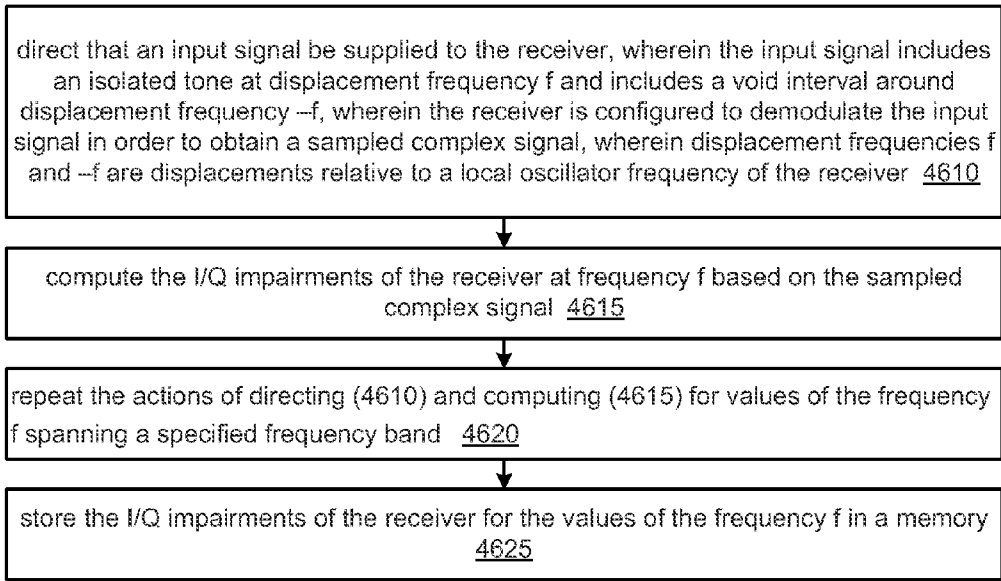 direct that an input signal be supplied to the receiver, wherein the input signal includes
an isolated tone at displacement frequency f and includes a void interval around
displacement frequency –f, wherein the receiver is configured to demodulate the input
signal in order to obtain a sampled complex signal, wherein displacement frequencies f
and –f are displacements relative to a local oscillator frequency of the receiver 4610
compute the I/Q impairments of the receiver at frequency f based on the sampled
complex signal 4615
repeat the actions of directing (4610) and computing (4615) for values of the frequency
f spanning a specified frequency band 4620
store the I/Q impairments of the receiver for the values of the frequency f in a memory
4625